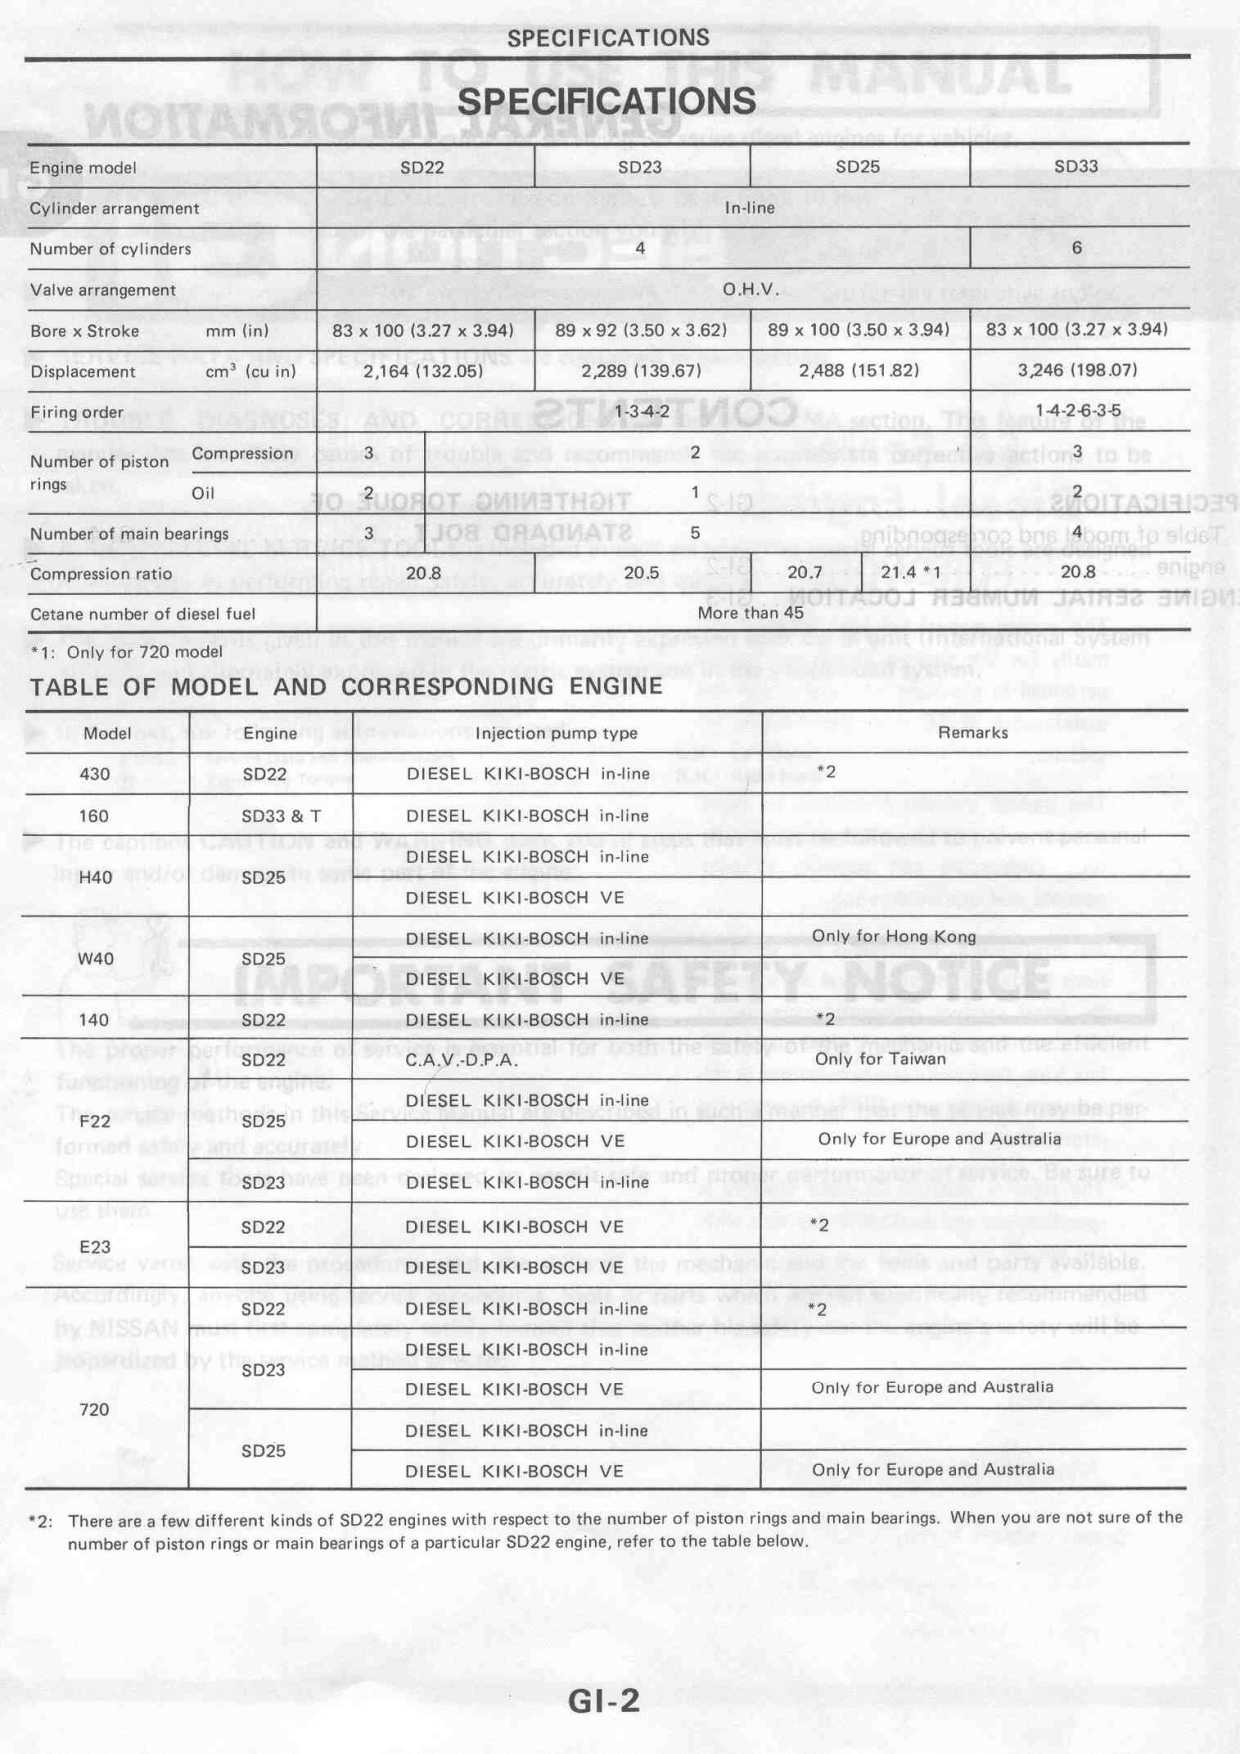 SPECIFICATIONS
SPECIFICATIONS
Engine model SD22 SD23 SD25 SD33
Cylinder arrangement In-line
Number of cylinders 4 6
Valve arrangement O.H.V.
Bore x Stroke mm (in) 83 x 100 (3.27 x 3.94) 89 x 92 (3.50 x 3.62) 89 x 100 (3.50 x 3.94) 83 x 100 (3.27 x 3.94)
Displacement cm³ (cu in) 2,164 (132.05) 2,289 (139.67) 2,488 (151.82) 3,246 (198.07)
Firing order 1-3-4-2 1-4-2-6-3-5
Number of piston rings Compression 3 2 3
Oil 2 1 2
Number of main bearings 3 5 4
Compression ratio 20.8 20.5 20.7 21.4 *1 20.8
Cetane number of diesel fuel More than 45
*1: Only for 720 model
TABLE OF MODEL AND CORRESPONDING ENGINE
Model Engine Injection pump type Remarks
430 SD22 DIESEL KIKI-BOSCH in-line *2
160 SD33 & T DIESEL KIKI-BOSCH in-line
H40 SD25 DIESEL KIKI-BOSCH in-line
DIESEL KIKI-BOSCH VE
W40 SD25 DIESEL KIKI-BOSCH in-line Only for Hong Kong
DIESEL KIKI-BOSCH VE
140 SD22 DIESEL KIKI-BOSCH in-line *2
F22 SD22 C.A.V.-D.P.A. Only for Taiwan
SD25 DIESEL KIKI-BOSCH in-line
DIESEL KIKI-BOSCH VE Only for Europe and Australia
SD23 DIESEL KIKI-BOSCH in-line
E23 SD22 DIESEL KIKI-BOSCH VE *2
SD23 DIESEL KIKI-BOSCH VE
720 SD22 DIESEL KIKI-BOSCH in-line *2
SD23 DIESEL KIKI-BOSCH in-line
DIESEL KIKI-BOSCH VE Only for Europe and Australia
SD25 DIESEL KIKI-BOSCH in-line
DIESEL KIKI-BOSCH VE Only for Europe and Australia
*2: There are a few different kinds of SD22 engines with respect to the number of piston rings and main bearings. When you are not sure of the
number of piston rings or main bearings of a particular SD22 engine, refer to the table below.
GI-2